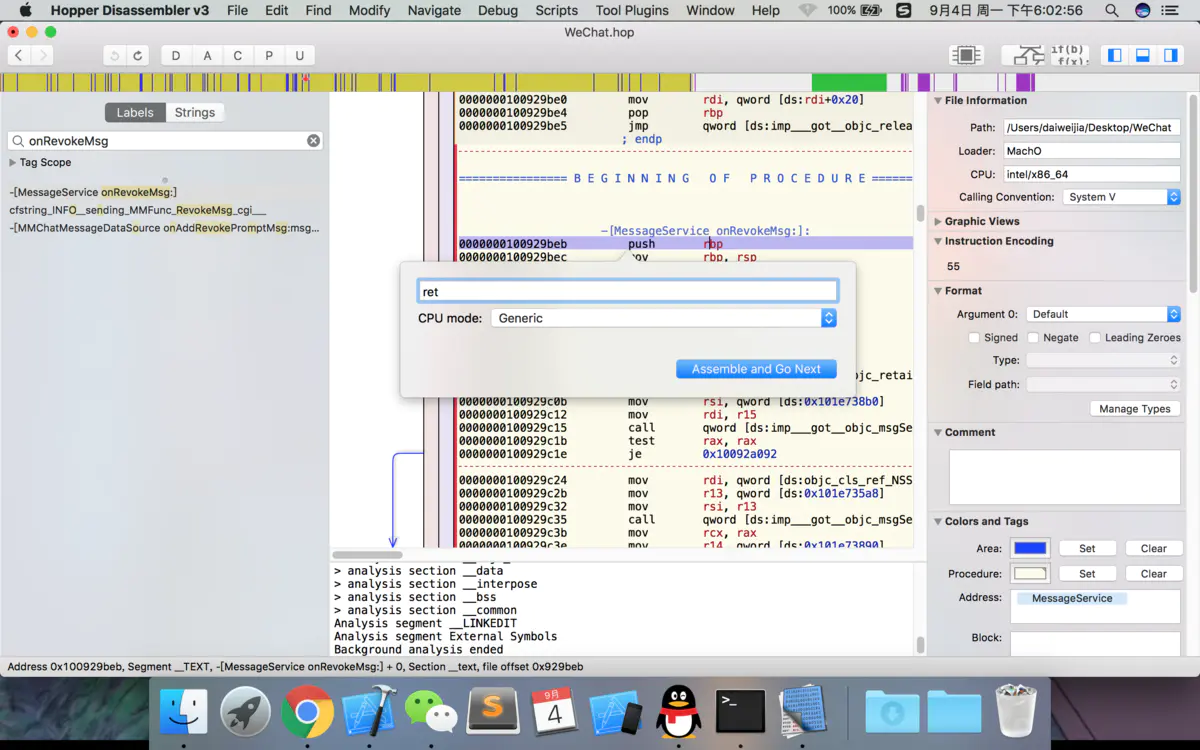 Hopper Disassembler v3 File Edit Find Modify Navigate Debug Scripts Tool Plugins Window Help 100% 9月4日 周一 下午6:02:56
WeChat.hop
D A C P U
if(b)
f(x);
Labels Strings
onRevokeMsg
Tag Scope
-[MessageService onRevokeMsg:]
cfstring_INFO__sending_MMFunc_RevokeMsg_cgi___
-[MMChatMessageDataSource onAddRevokePromptMsg:msg...
0000000100929be0 mov rdi, qword [ds:rdi+0x20]
0000000100929be4 pop rbp
0000000100929be5 jmp qword [ds:imp___got__objc_relea
; endp
================ B E G I N N I N G   O F   P R O C E D U R E ======
-[MessageService onRevokeMsg:]:
0000000100929beb push rbp
0000000100929bec mov rbp, rsp
ret
CPU mode: Generic
Assemble and Go Next
bjc_retai
0000000100929c0b mov rsi, qword [ds:0x101e738b0]
0000000100929c12 mov rdi, r15
0000000100929c15 call qword [ds:imp___got__objc_msgSe
0000000100929c1b test rax, rax
0000000100929c1e je 0x10092a092
0000000100929c24 mov rdi, qword [ds:objc_cls_ref_NSS
0000000100929c2b mov r13, qword [ds:0x101e735a8]
0000000100929c32 mov rsi, r13
0000000100929c35 call qword [ds:imp___got__objc_msgSe
0000000100929c3b mov rcx, rax
0000000100929c3e mov r14, qword [ds:0x101e73890]
> analysis section __data
> analysis section __interpose
> analysis section __bss
> analysis section __common
Analysis segment __LINKEDIT
Analysis segment External Symbols
Background analysis ended
File Information
Path: /Users/daiweijia/Desktop/WeChat
Loader: MachO
CPU: intel/x86_64
Calling Convention: System V
Graphic Views
Instruction Encoding
55
Format
Argument 0: Default
Signed Negate Leading Zeroes
Type:
Field path:
Manage Types
Comment
Colors and Tags
Area: Set Clear
Procedure: Set Clear
Address: MessageService
Block:
Address 0x100929beb, Segment __TEXT, -[MessageService onRevokeMsg:] + 0, Section __text, file offset 0x929beb
9月
4